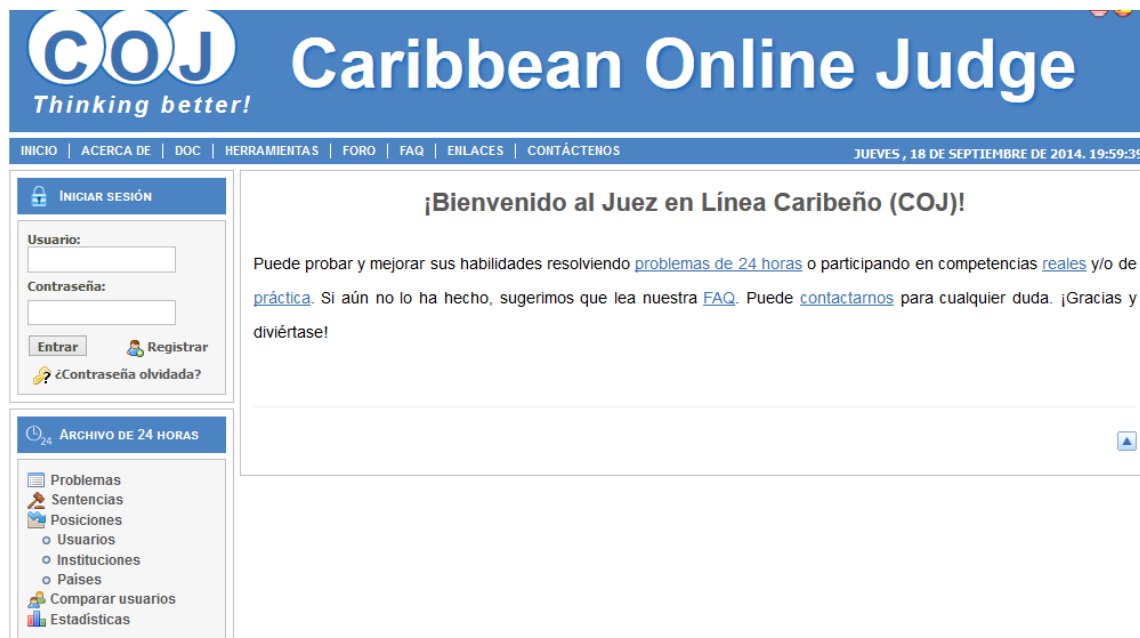 COJ
Thinking better!
Caribbean Online Judge
INICIO | ACERCA DE | DOC | HERRAMIENTAS | FORO | FAQ | ENLACES | CONTÁCTENOS
JUEVES , 18 DE SEPTIEMBRE DE 2014. 19:59:39
INICIAR SESIÓN
Usuario:
Contraseña:
Entrar
Registrar
¿Contraseña olvidada?
24 ARCHIVO DE 24 HORAS
Problemas
Sentencias
Posiciones
Usuarios
Instituciones
Países
Comparar usuarios
Estadísticas
¡Bienvenido al Juez en Línea Caribeño (COJ)!
Puede probar y mejorar sus habilidades resolviendo problemas de 24 horas o participando en competencias reales y/o de
práctica. Si aún no lo ha hecho, sugerimos que lea nuestra FAQ. Puede contactarnos para cualquier duda. ¡Gracias y
diviértase!